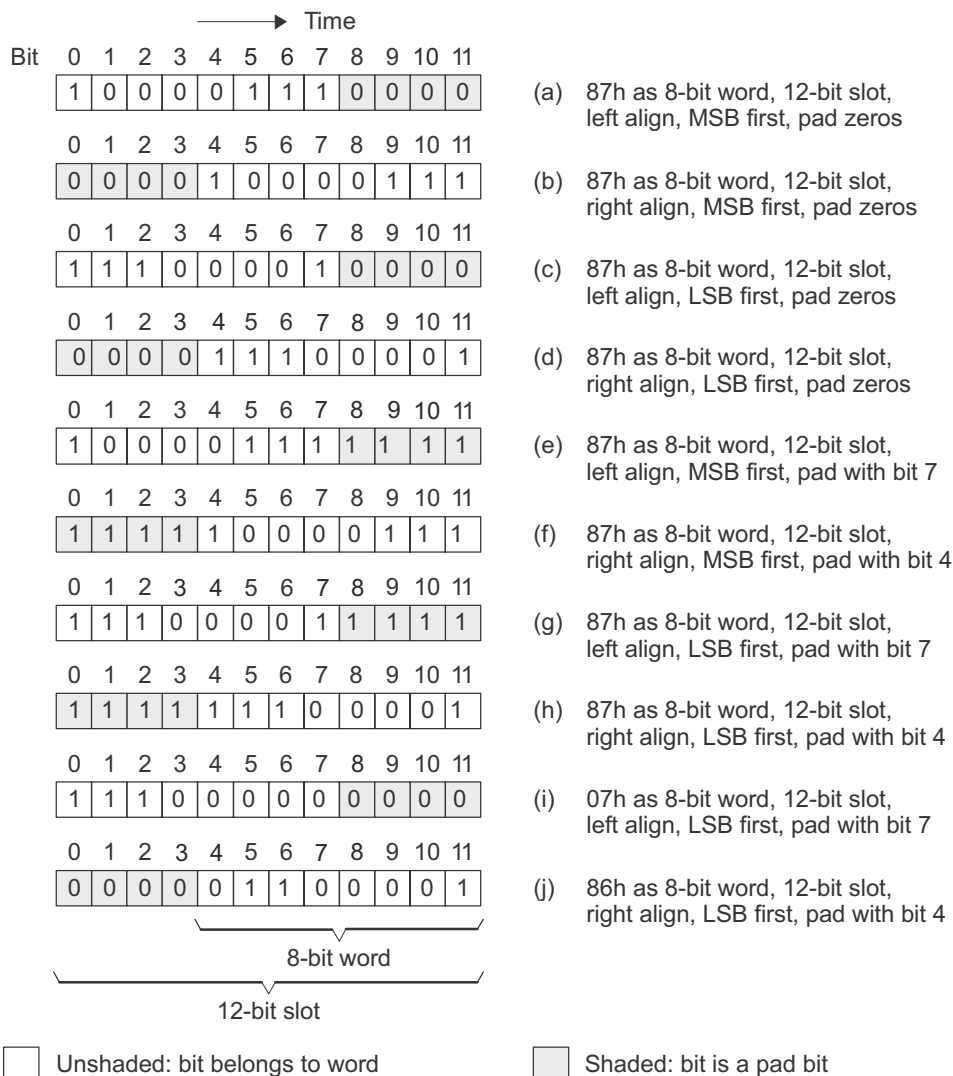 Time
Bit 0 1 2 3 4 5 6 7 8 9 10 11
1 0 0 0 0 1 1 1 0 0 0 0
(a) 87h as 8-bit word, 12-bit slot,
left align, MSB first, pad zeros
0 1 2 3 4 5 6 7 8 9 10 11
0 0 0 0 1 0 0 0 0 1 1 1
(b) 87h as 8-bit word, 12-bit slot,
right align, MSB first, pad zeros
0 1 2 3 4 5 6 7 8 9 10 11
1 1 1 0 0 0 0 1 0 0 0 0
(c) 87h as 8-bit word, 12-bit slot,
left align, LSB first, pad zeros
0 1 2 3 4 5 6 7 8 9 10 11
0 0 0 0 1 1 1 0 0 0 0 1
(d) 87h as 8-bit word, 12-bit slot,
right align, LSB first, pad zeros
0 1 2 3 4 5 6 7 8 9 10 11
1 0 0 0 0 1 1 1 1 1 1 1
(e) 87h as 8-bit word, 12-bit slot,
left align, MSB first, pad with bit 7
0 1 2 3 4 5 6 7 8 9 10 11
1 1 1 1 1 0 0 0 0 1 1 1
(f) 87h as 8-bit word, 12-bit slot,
right align, MSB first, pad with bit 4
0 1 2 3 4 5 6 7 8 9 10 11
1 1 1 0 0 0 0 1 1 1 1 1
(g) 87h as 8-bit word, 12-bit slot,
left align, LSB first, pad with bit 7
0 1 2 3 4 5 6 7 8 9 10 11
1 1 1 1 1 1 1 0 0 0 0 1
(h) 87h as 8-bit word, 12-bit slot,
right align, LSB first, pad with bit 4
0 1 2 3 4 5 6 7 8 9 10 11
1 1 1 0 0 0 0 0 0 0 0 0
(i) 07h as 8-bit word, 12-bit slot,
left align, LSB first, pad with bit 7
0 1 2 3 4 5 6 7 8 9 10 11
0 0 0 0 0 1 1 0 0 0 0 1
(j) 86h as 8-bit word, 12-bit slot,
right align, LSB first, pad with bit 4
8-bit word
12-bit slot
Unshaded: bit belongs to word
Shaded: bit is a pad bit